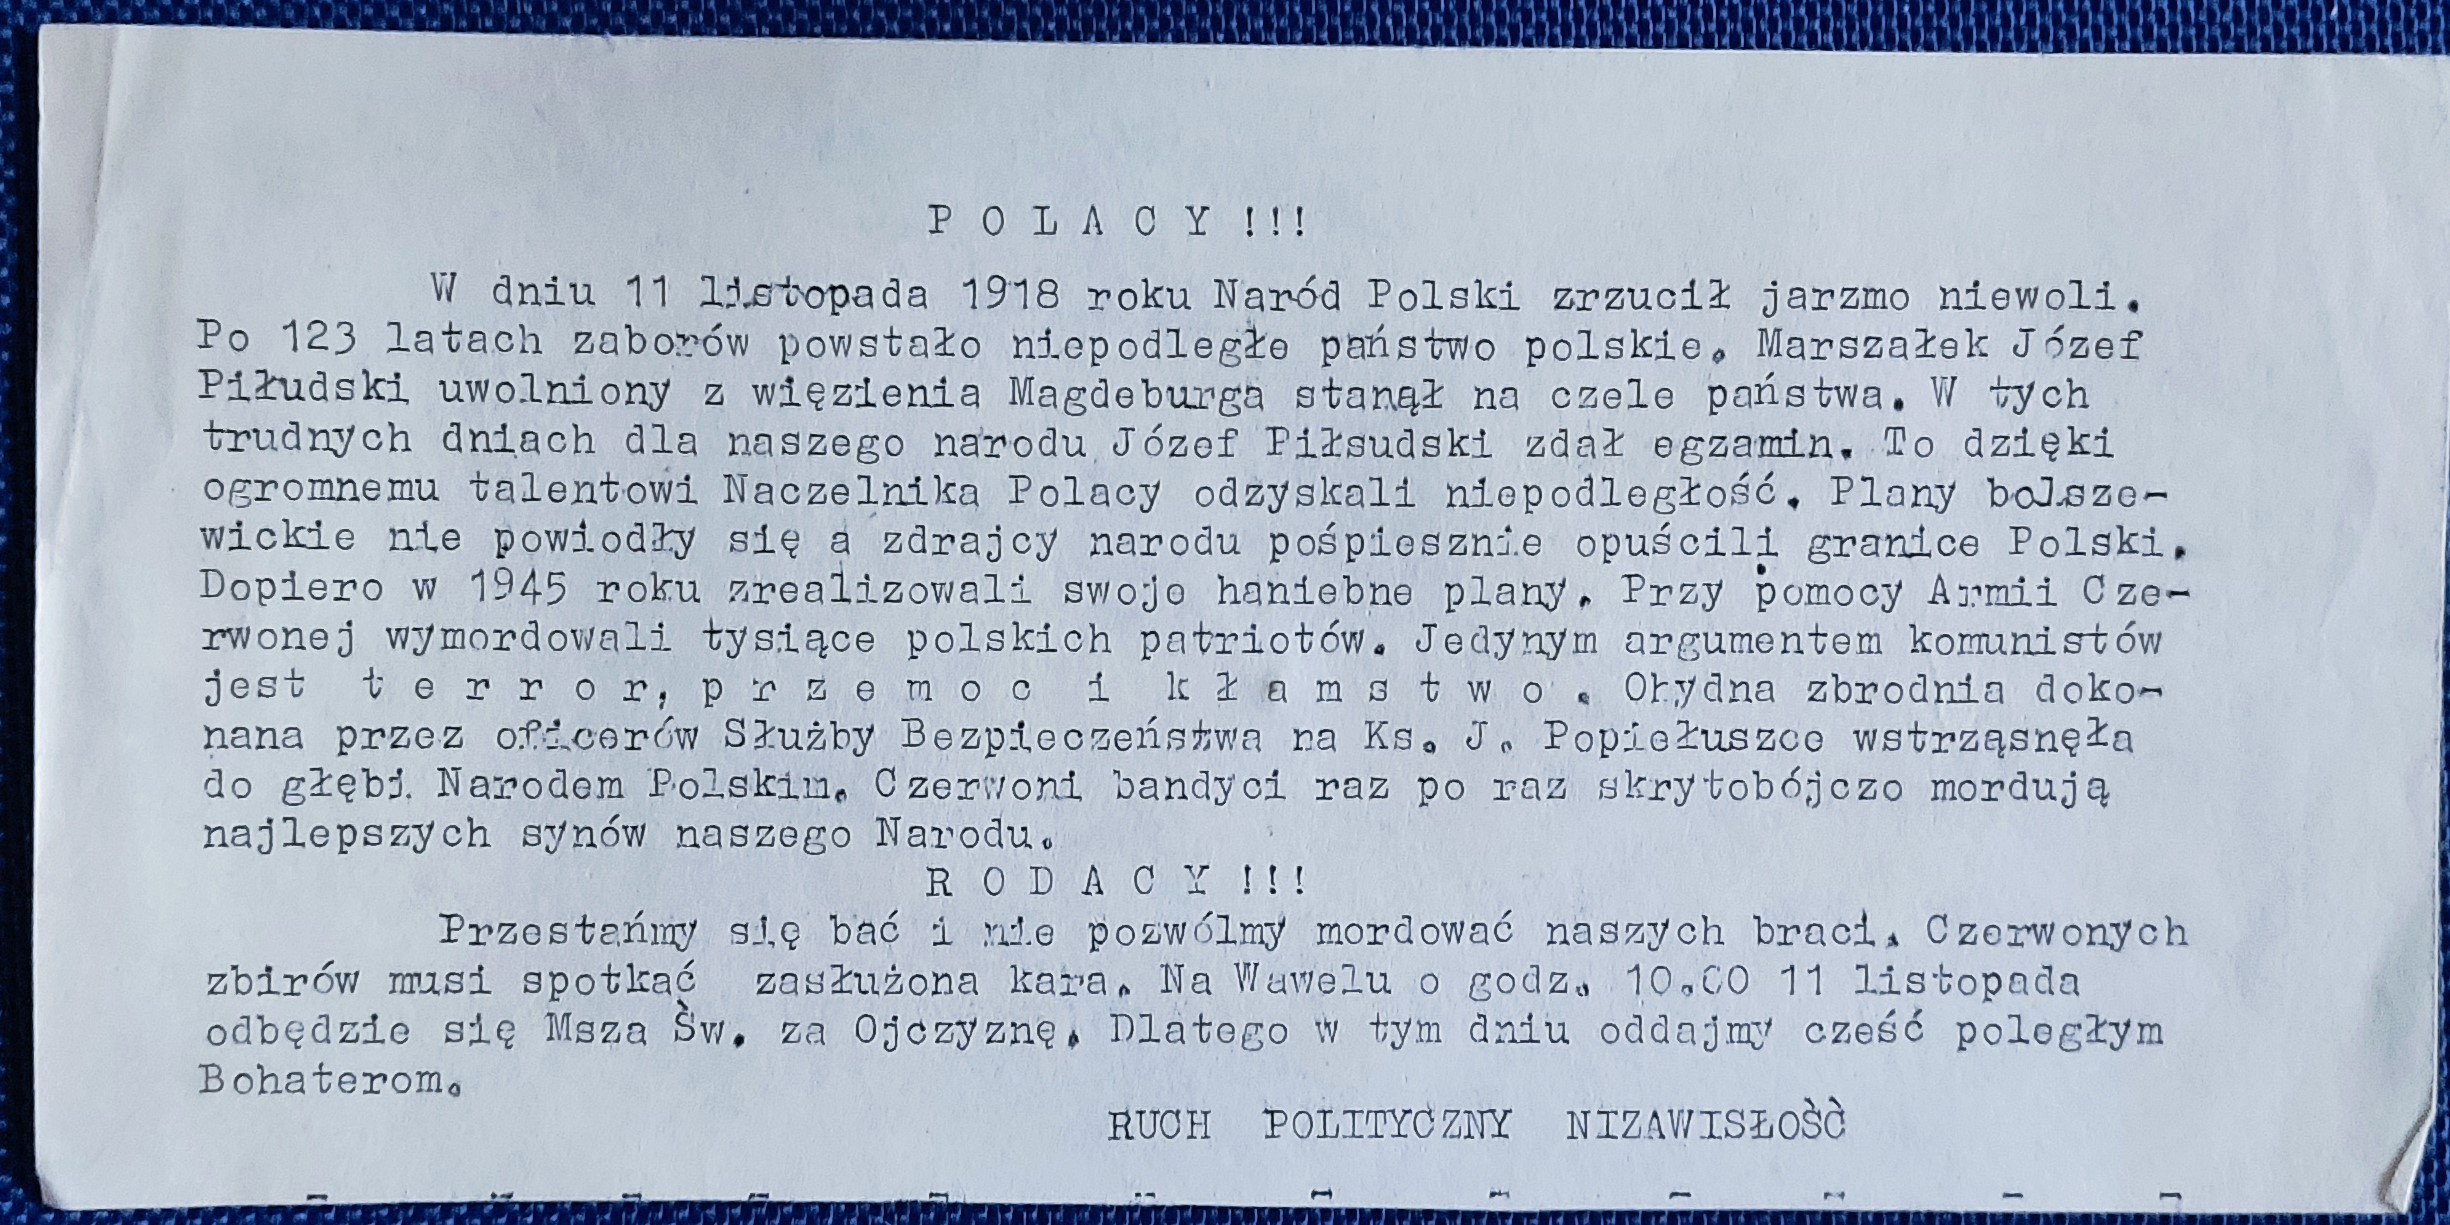 P O L A C Y !!!
W dniu 11 listopada 1918 roku Naród Polski zrzucił jarzmo niewoli.
Po 123 latach zaborów powstało niepodległe państwo polskie. Marszałek Józef
Piłudski uwolniony z więzienia Magdeburga stanął na czele państwa. W tych
trudnych dniach dla naszego narodu Józef Piłsudski zdał egzamin. To dzięki
ogromnemu talentowi Naczelnika Polacy odzyskali niepodległość. Plany bolsze-
wickie nie powiodły się a zdrajcy narodu pośpiesznie opuścili granice Polski.
Dopiero w 1945 roku zrealizowali swoje haniebne plany. Przy pomocy Armii Cze-
rwonej wymordowali tysiące polskich patriotów. Jedynym argumentem komunistów
jest t e r r o r, p r z e m o c i k ł a m s t w o . Ohydna zbrodnia doko-
nana przez oficerów Służby Bezpieczeństwa na Ks. J. Popiełuszce wstrząsnęła
do głębi Narodem Polskim. Czerwoni bandyci raz po raz skrytobójczo mordują
najlepszych synów naszego Narodu.
R O D A C Y !!!
Przestańmy się bać i nie pozwólmy mordować naszych braci. Czerwonych
zbirów musi spotkać zasłużona kara. Na Wawelu o godz. 10.00 11 listopada
odbędzie się Msza Św. za Ojczyznę. Dlatego w tym dniu oddajmy cześć poległym
Bohaterom.
RUCH POLITYCZNY NIZAWISŁOŚĆ